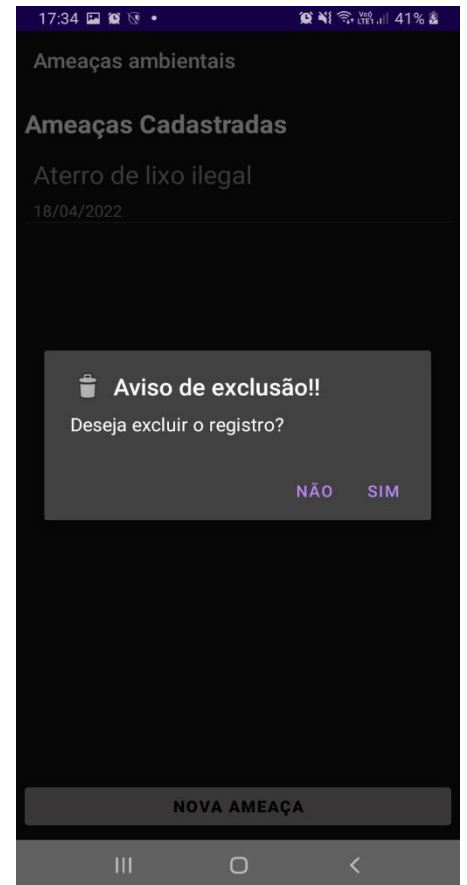 17:34 41%
Ameaças ambientais
Ameaças Cadastradas
Aterro de lixo ilegal
18/04/2022
Aviso de exclusão!!
Deseja excluir o registro?
NÃO SIM
NOVA AMEAÇA